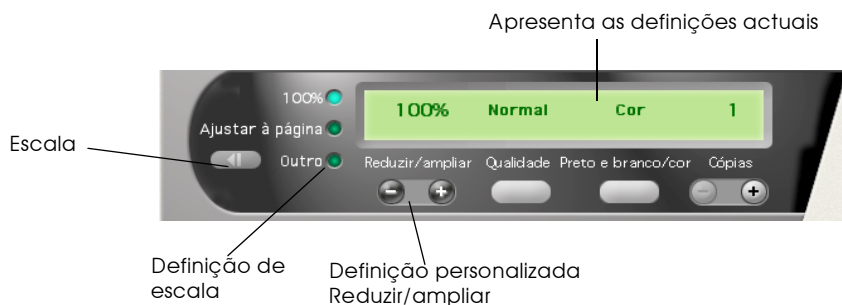 Apresenta as definições actuais
100%
Ajustar à página
Outro
100% Normal Cor 1
Reduzir/ampliar Qualidade Preto e branco/cor Cópias
Escala
Definição de
escala
Definição personalizada
Reduzir/ampliar